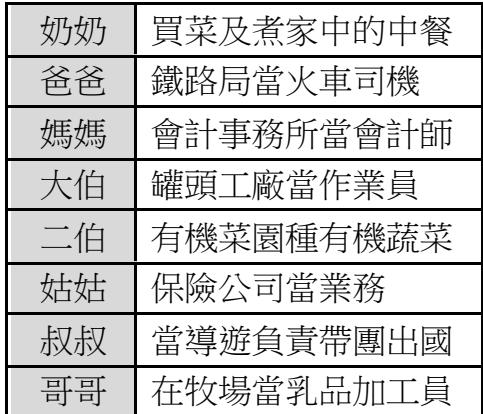 奶奶 買菜及煮家中的中餐
爸爸 鐵路局當火車司機
媽媽 會計事務所當會計師
大伯 罐頭工廠當作業員
二伯 有機菜園種有機蔬菜
姑姑 保險公司當業務
叔叔 當導遊負責帶團出國
哥哥 在牧場當乳品加工員